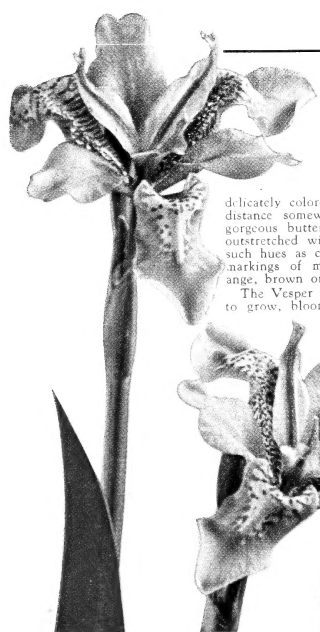 delicately color
distance somew
gorgeous butte
outstretched wi
such hues as c
markings of m
ange, brown o
The Vesper
to grow, bloo